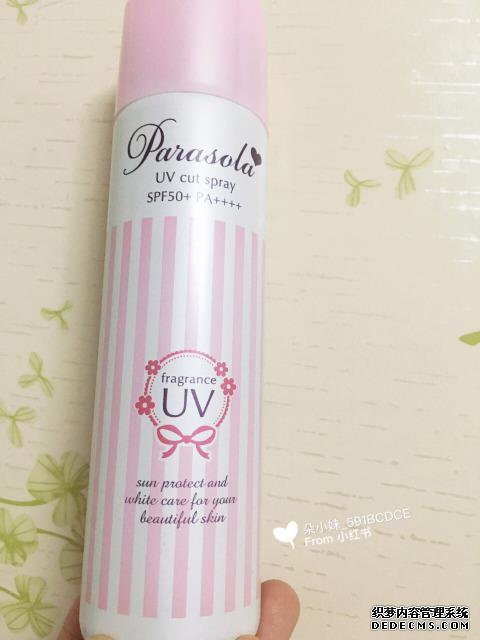 Parasola
UV cut spray
SPF50+ PA++++
fragrance
UV
sun protect and
white care for your
beautiful skin
朵小妹_591BCDCE
From 小红书
织梦内容管理系统
DEDECMS.COM